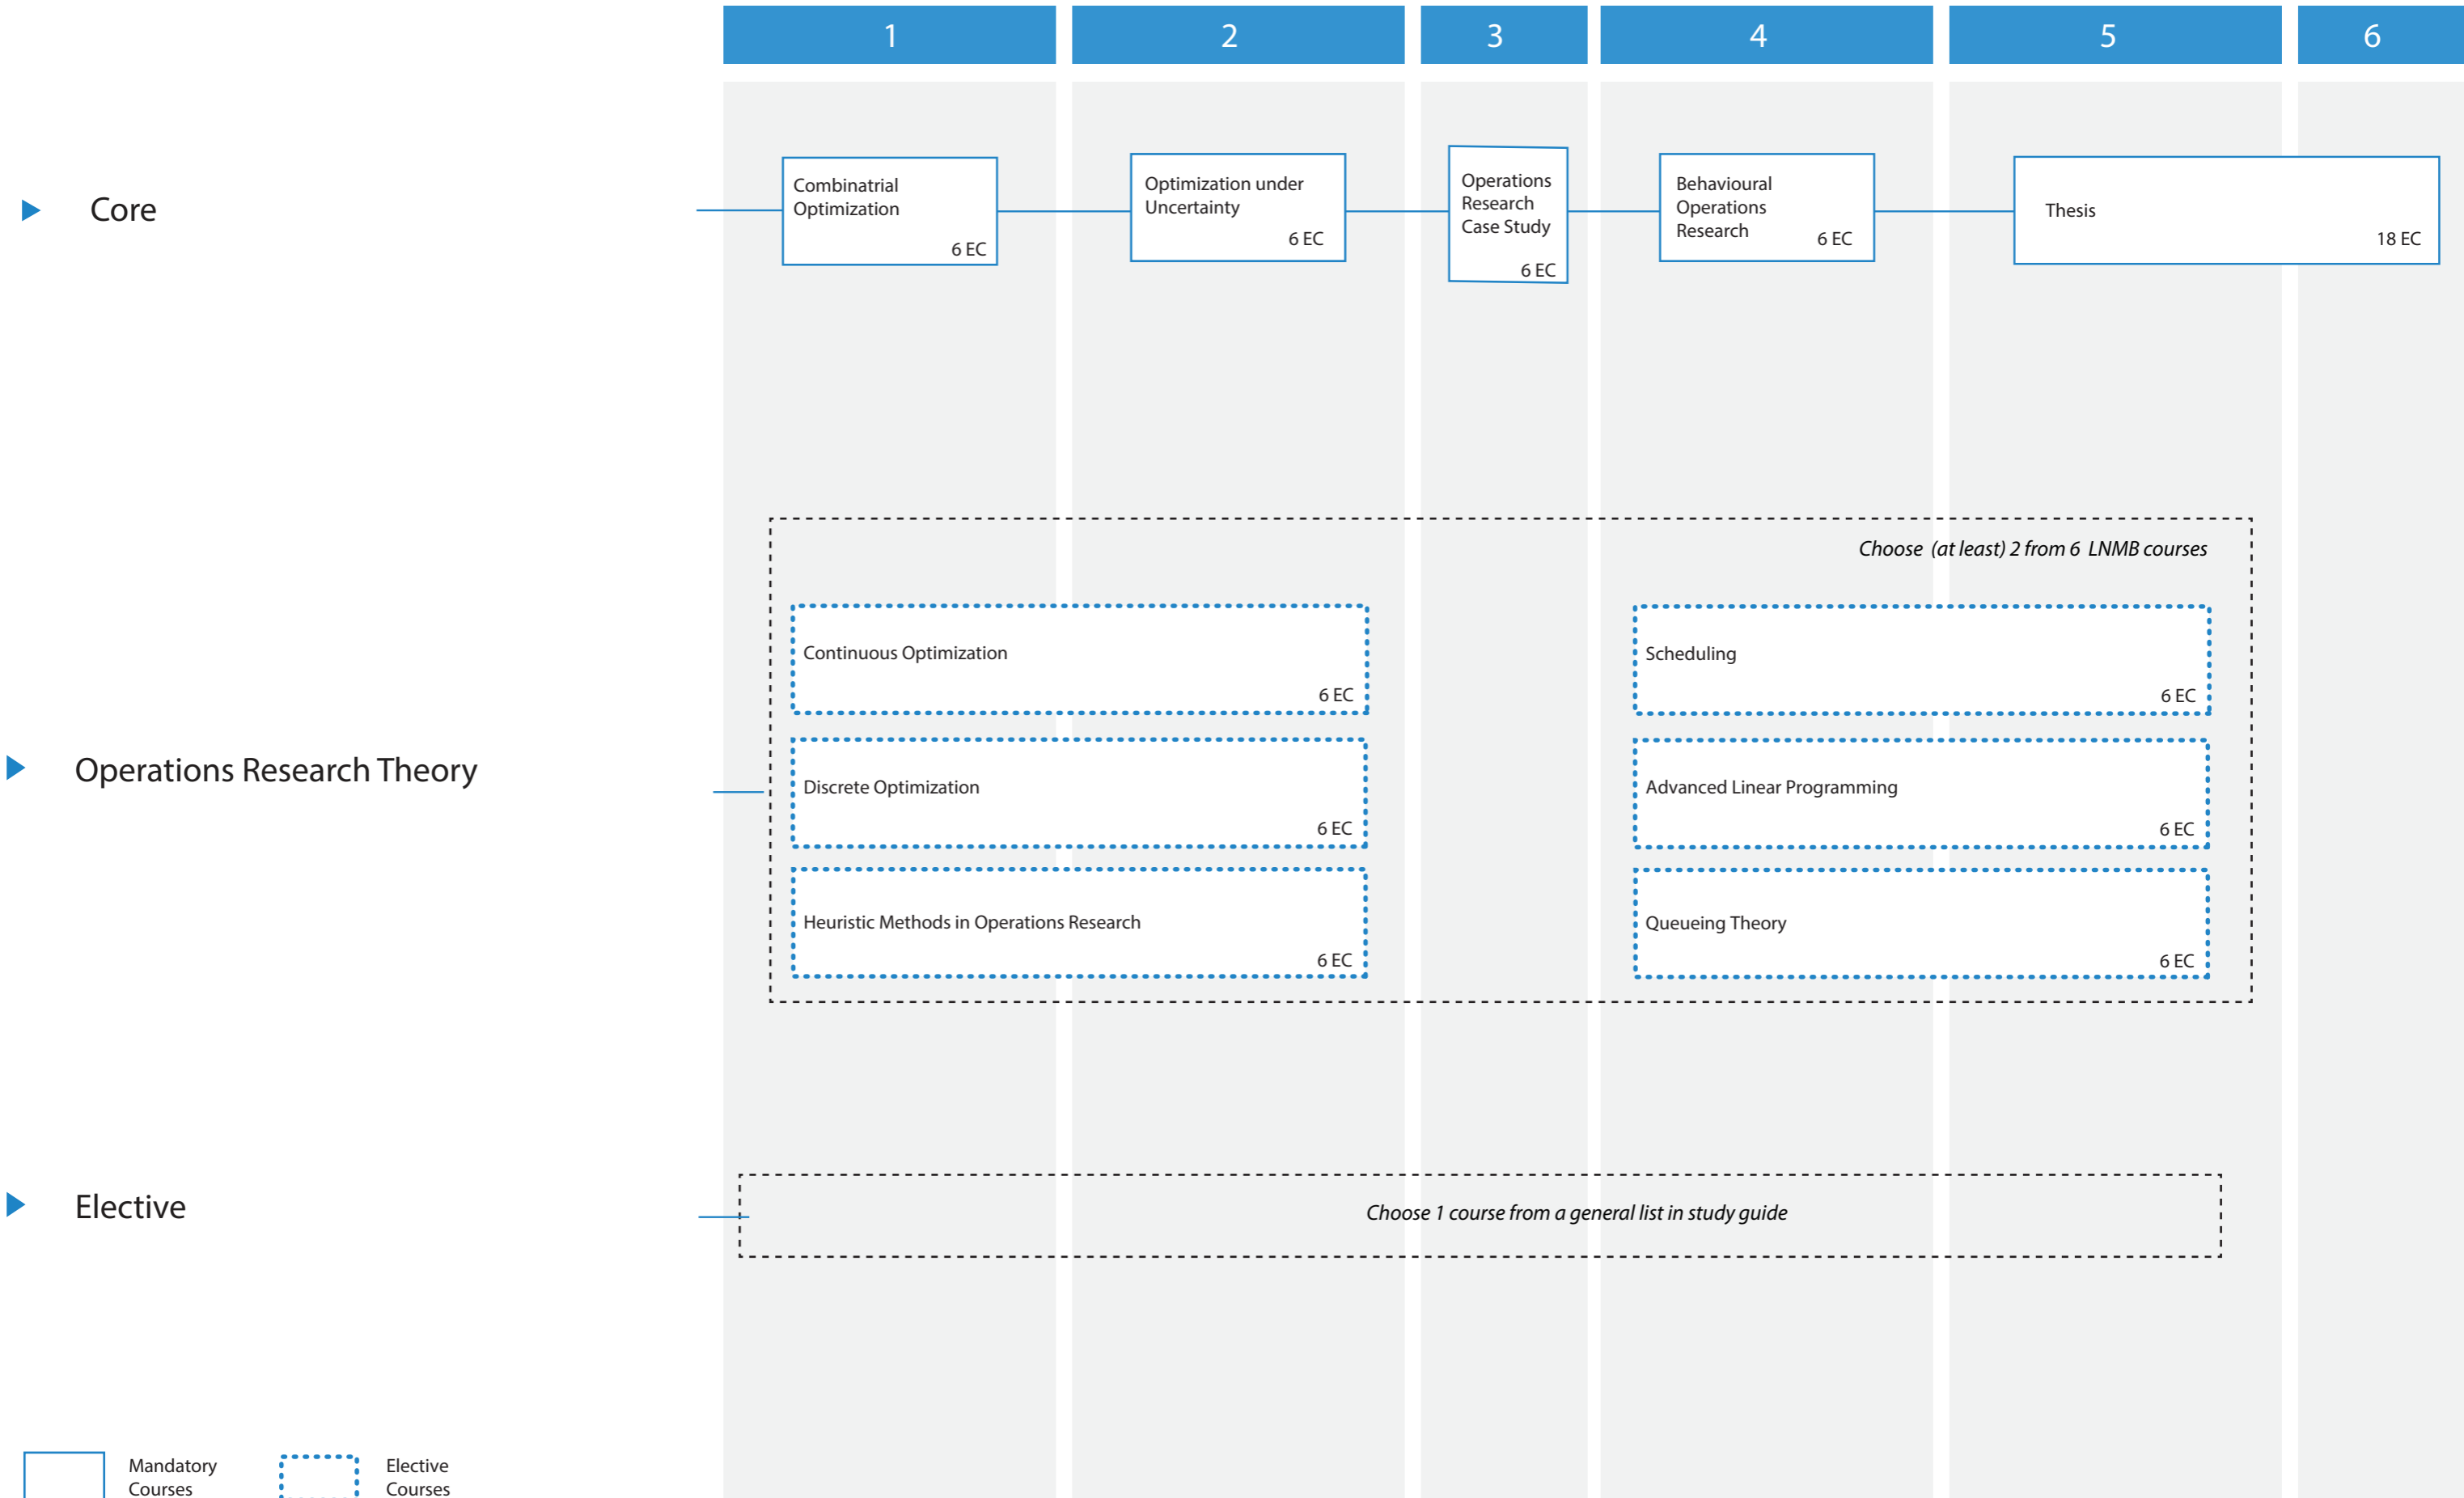 1 2 3 4 5 6
Core
Combinatrial
Optimization
6 EC
Optimization under
Uncertainty
6 EC
Operations
Research
Case Study
6 EC
Behavioural
Operations
Research
6 EC
Thesis
18 EC
Choose (at least) 2 from 6 LNMB courses
Operations Research Theory
Continuous Optimization
6 EC
Scheduling
6 EC
Discrete Optimization
6 EC
Advanced Linear Programming
6 EC
Heuristic Methods in Operations Research
6 EC
Queueing Theory
6 EC
Elective
Choose 1 course from a general list in study guide
Mandatory
Courses
Elective
Courses